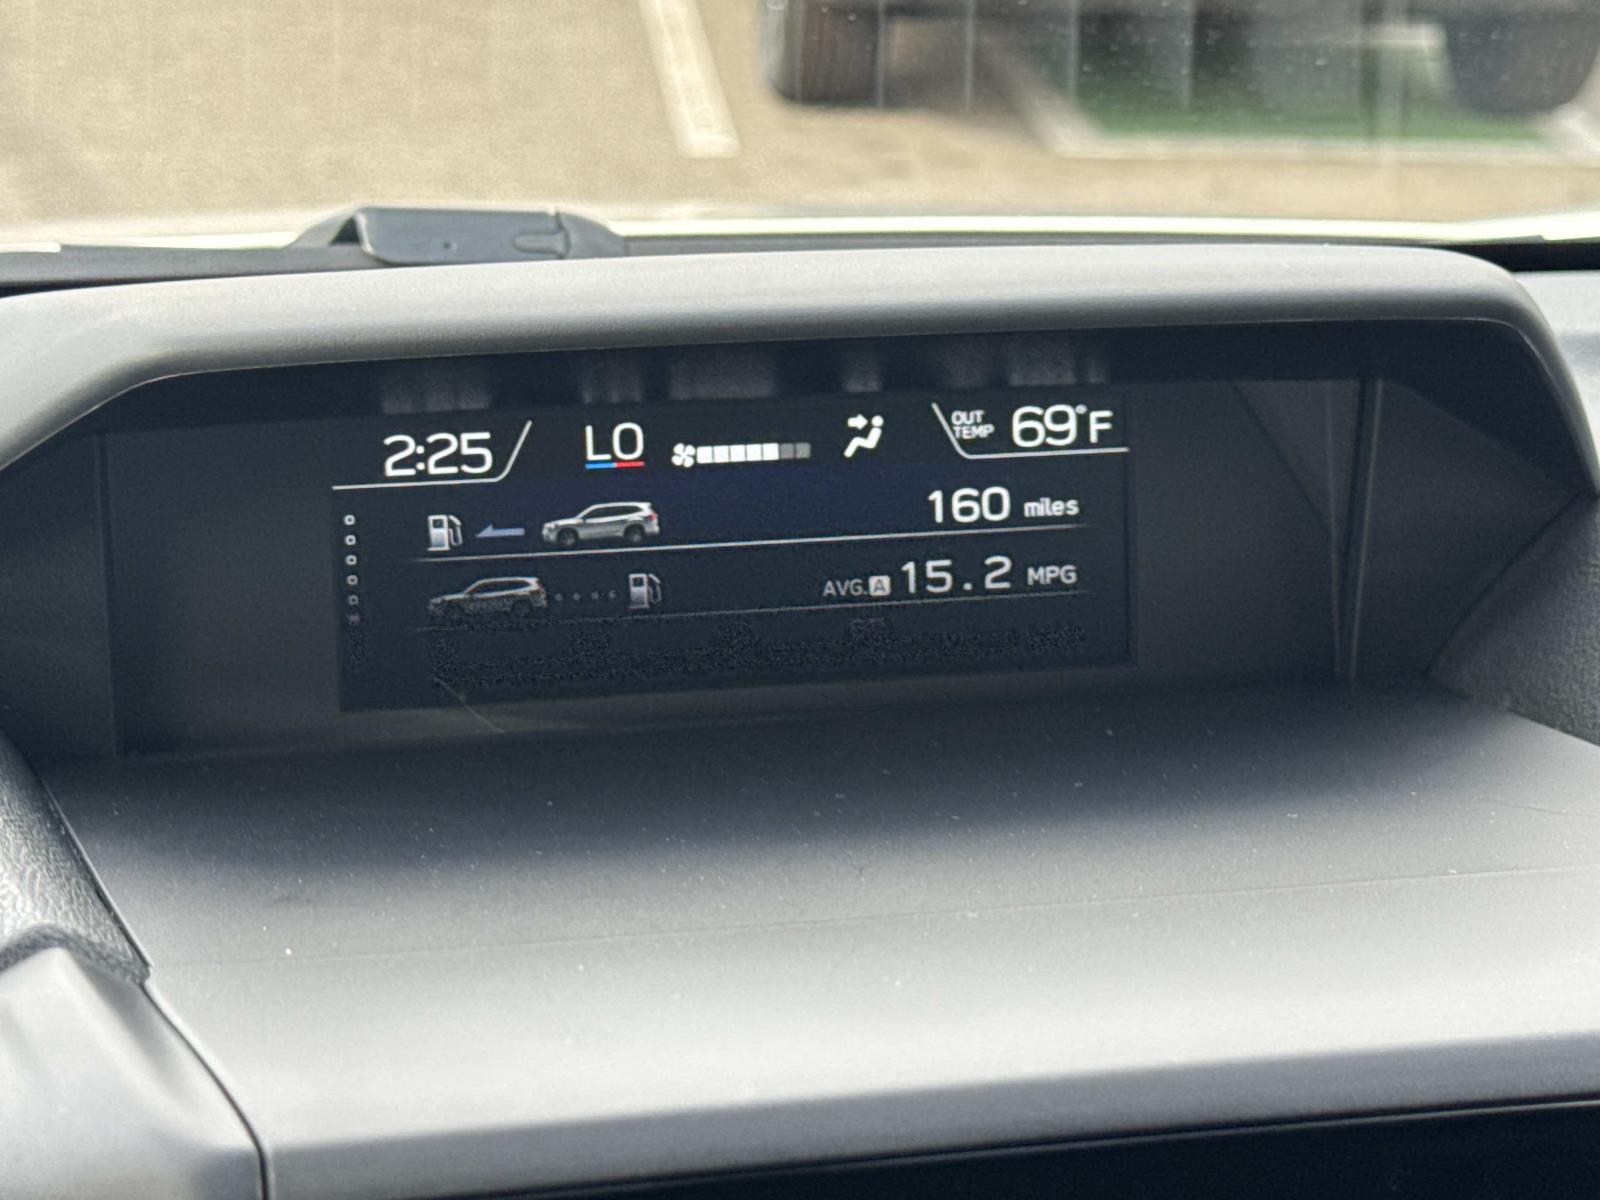 2:25
LO
OUT
TEMP
69°F
160 miles
AVG. A 15.2 MPG